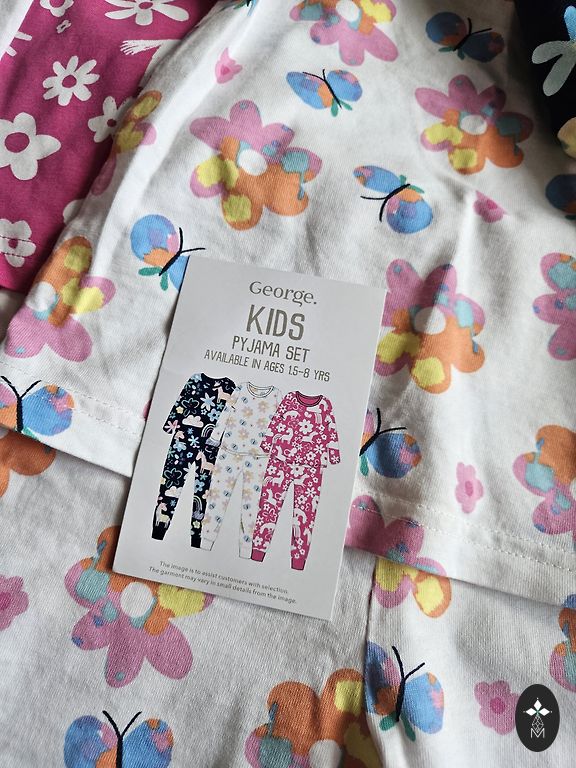 George.
KIDS
PYJAMA SET
AVAILABLE IN AGES 1.5-8 YRS
The image is to assist customers with selection.
The garment may vary in small details from the image.